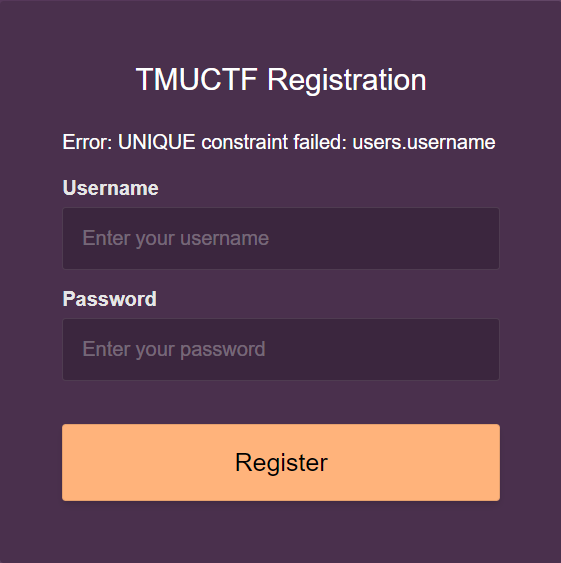 TMUCTF Registration
Error: UNIQUE constraint failed: users.username
Username
Enter your username
Password
Enter your password
Register